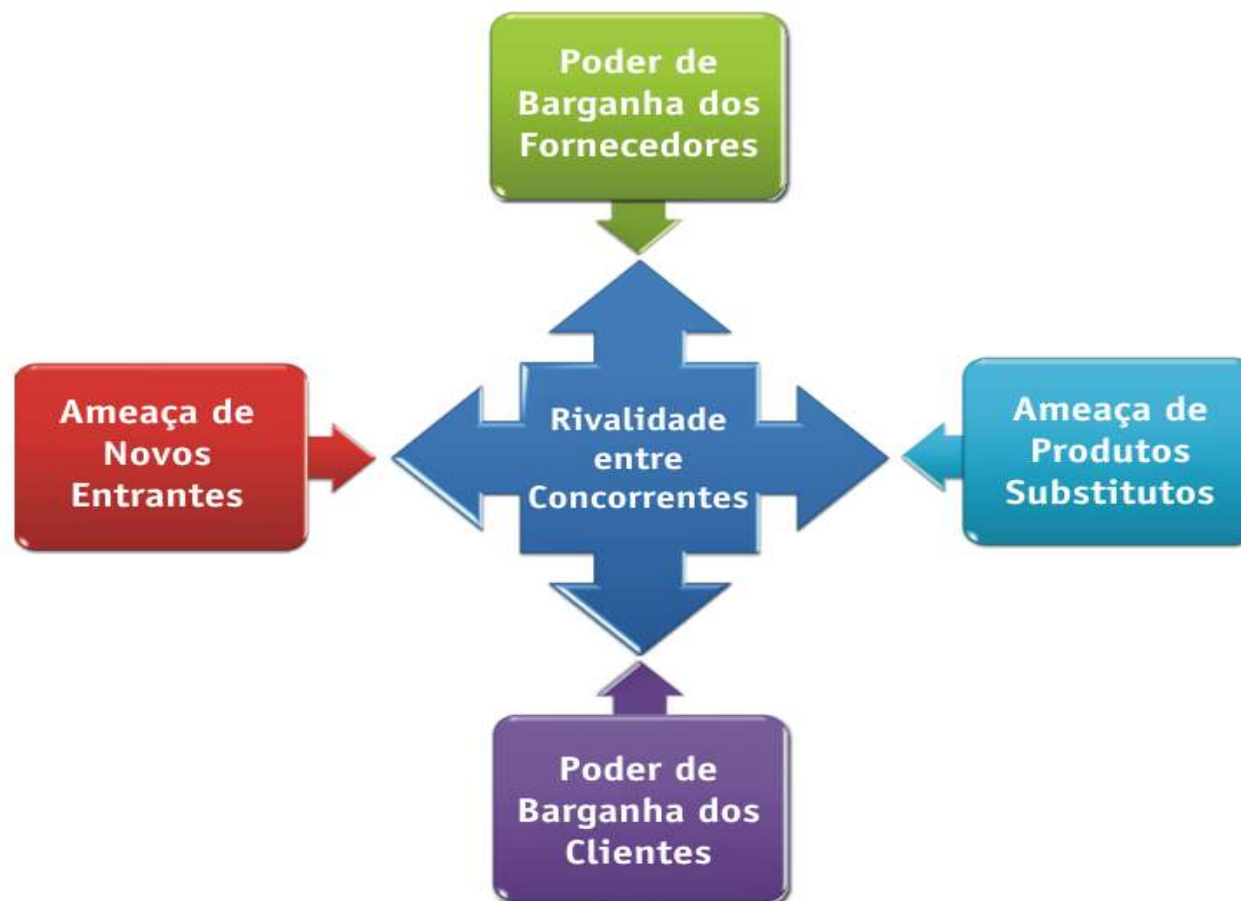 Poder de
Barganha dos
Fornecedores
Ameaça de
Novos
Entrantes
Rivalidade
entre
Concorrentes
Ameaça de
Produtos
Substitutos
Poder de
Barganha dos
Clientes